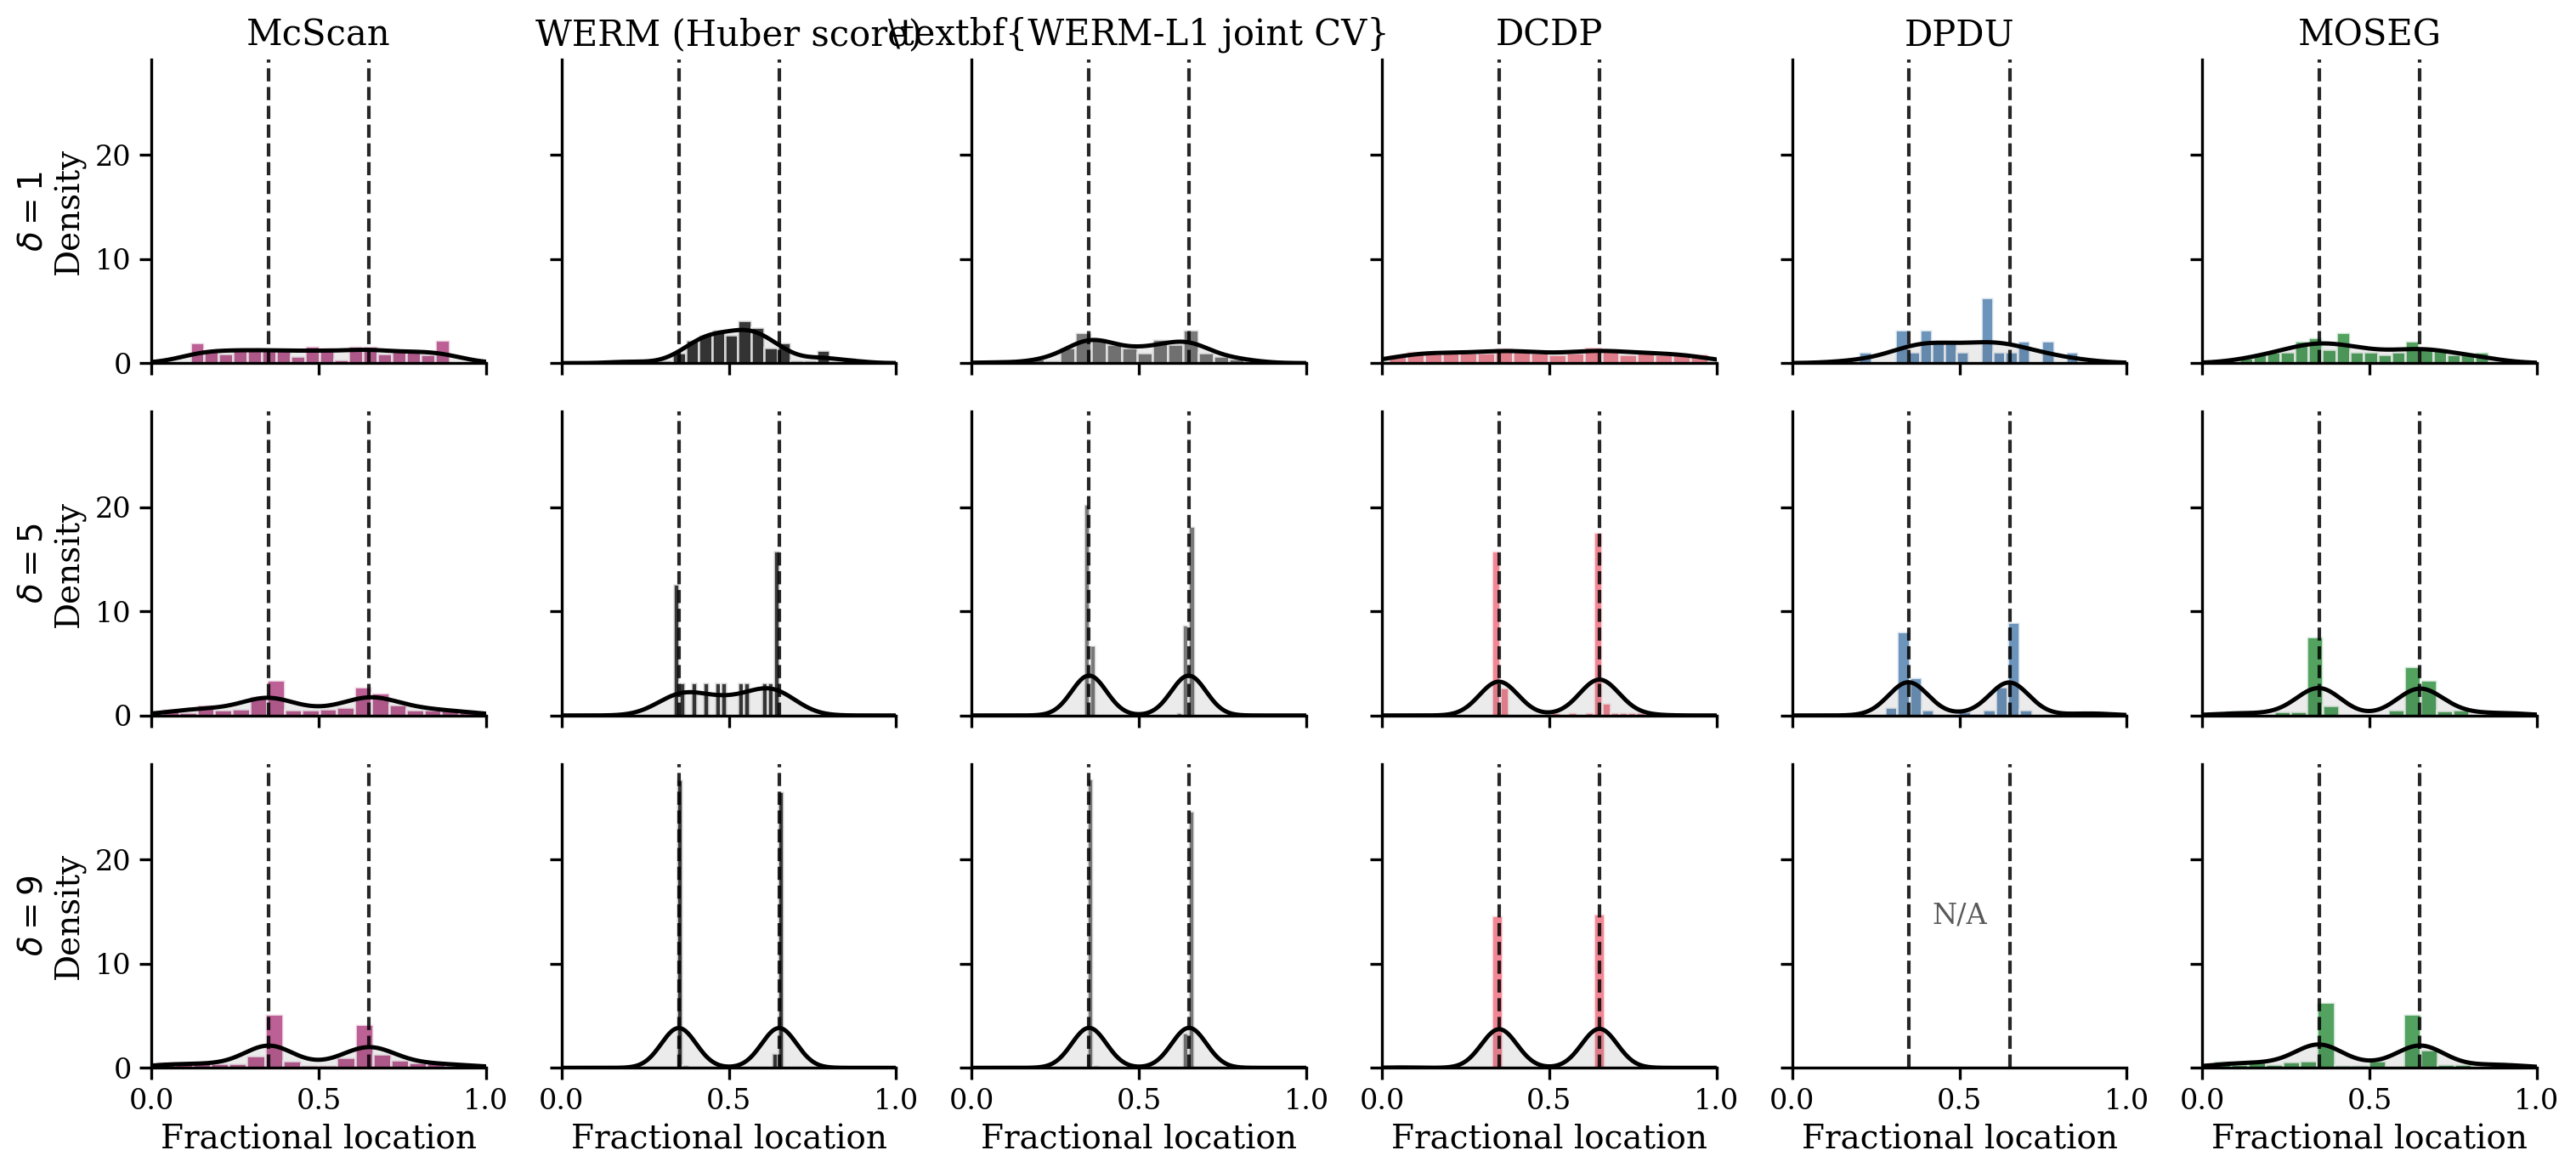 McScan
WERM (Huber score)
\textbf{WERM-L1 joint CV}
DCDP
DPDU
MOSEG
δ = 1
Density
20
10
0
δ = 5
Density
20
10
0
δ = 9
Density
20
10
0
N/A
0.0 0.5 1.0
0.0 0.5 1.0
0.0 0.5 1.0
0.0 0.5 1.0
0.0 0.5 1.0
0.0 0.5 1.0
Fractional location
Fractional location
Fractional location
Fractional location
Fractional location
Fractional location